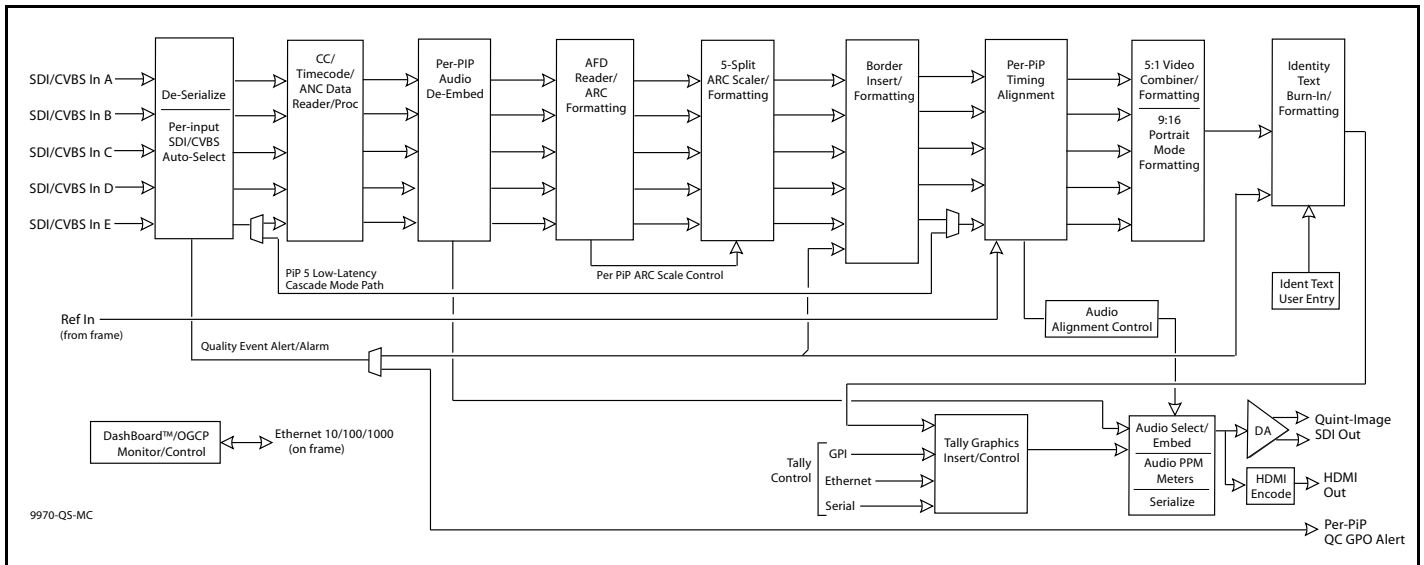 SDI/CVBS In A
SDI/CVBS In B
SDI/CVBS In C
SDI/CVBS In D
SDI/CVBS In E
De-Serialize
Per-input
SDI/CVBS
Auto-Select
CC/
Timecode/
ANC Data
Reader/Proc
Per-PIP
Audio
De-Embed
AFD
Reader/
ARC
Formatting
5-Split
ARC Scaler/
Formatting
Border
Insert/
Formatting
Per-PiP
Timing
Alignment
5:1 Video
Combiner/
Formatting
9:16
Portrait
Mode
Formatting
Identity
Text
Burn-In/
Formatting
PiP 5 Low-Latency
Cascade Mode Path
Per PiP ARC Scale Control
Ident Text
User Entry
Ref In
(from frame)
Audio
Alignment Control
Quality Event Alert/Alarm
DashBoard™/OGCP
Monitor/Control
Ethernet 10/100/1000
(on frame)
Tally
Control
GPI
Ethernet
Serial
Tally Graphics
Insert/Control
Audio Select/
Embed
Audio PPM
Meters
Serialize
DA
Quint-Image
SDI Out
HDMI
Encode
HDMI
Out
9970-QS-MC
Per-PiP
QC GPO Alert